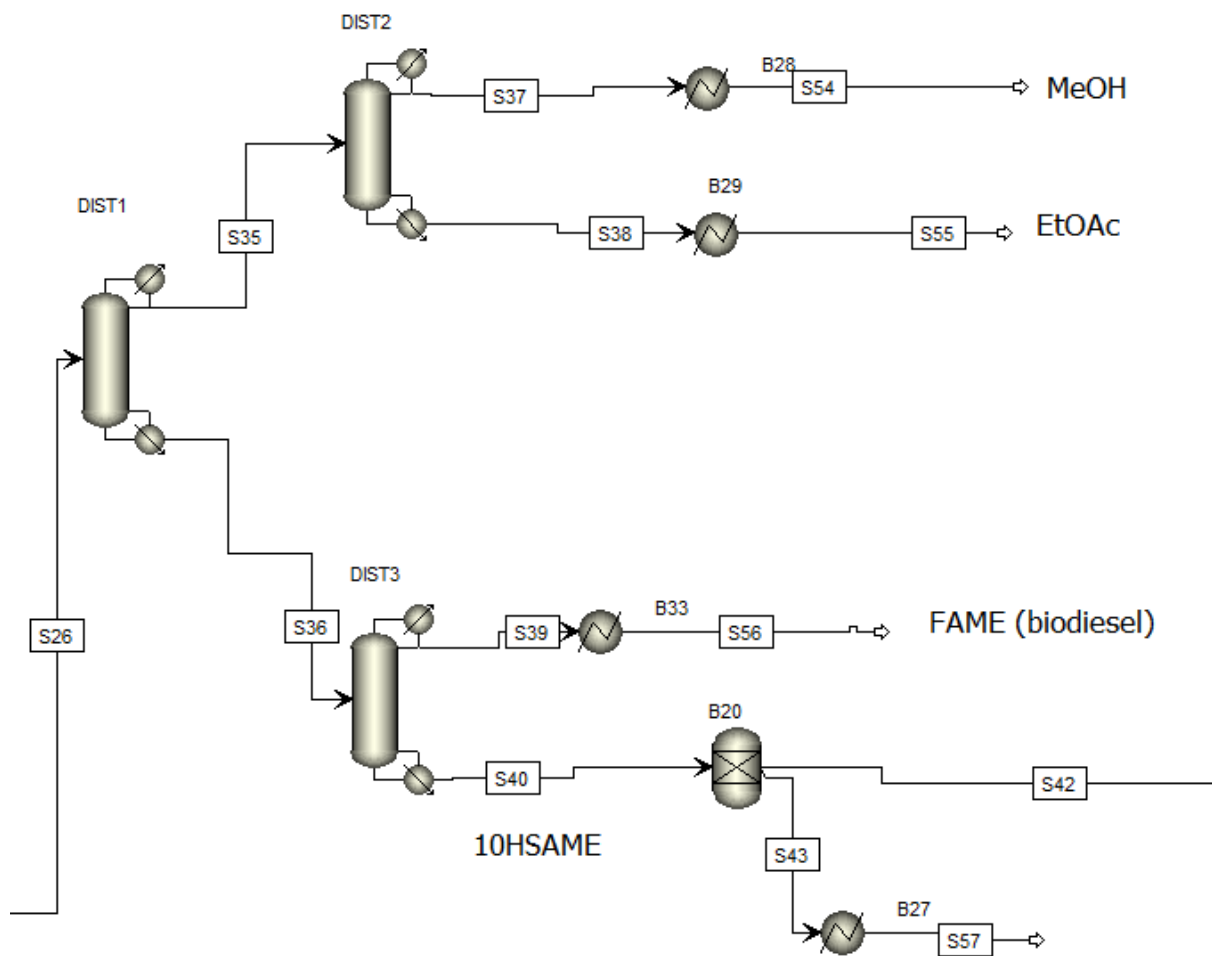 DIST2
B28
S37
S54
MeOH
B29
DIST1
S35
S38
S55
EtOAc
DIST3
B33
S26
S36
S39
S56
FAME (biodiesel)
B20
S40
S42
10HSAME
S43
B27
S57